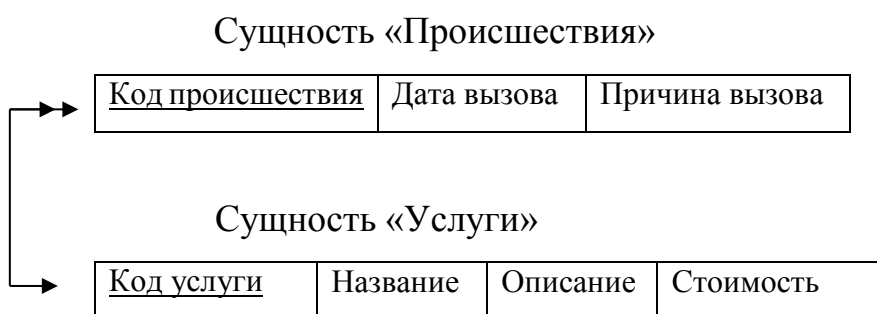 Сущность «Происшествия»
Код происшествия Дата вызова Причина вызова
Сущность «Услуги»
Код услуги Название Описание Стоимость